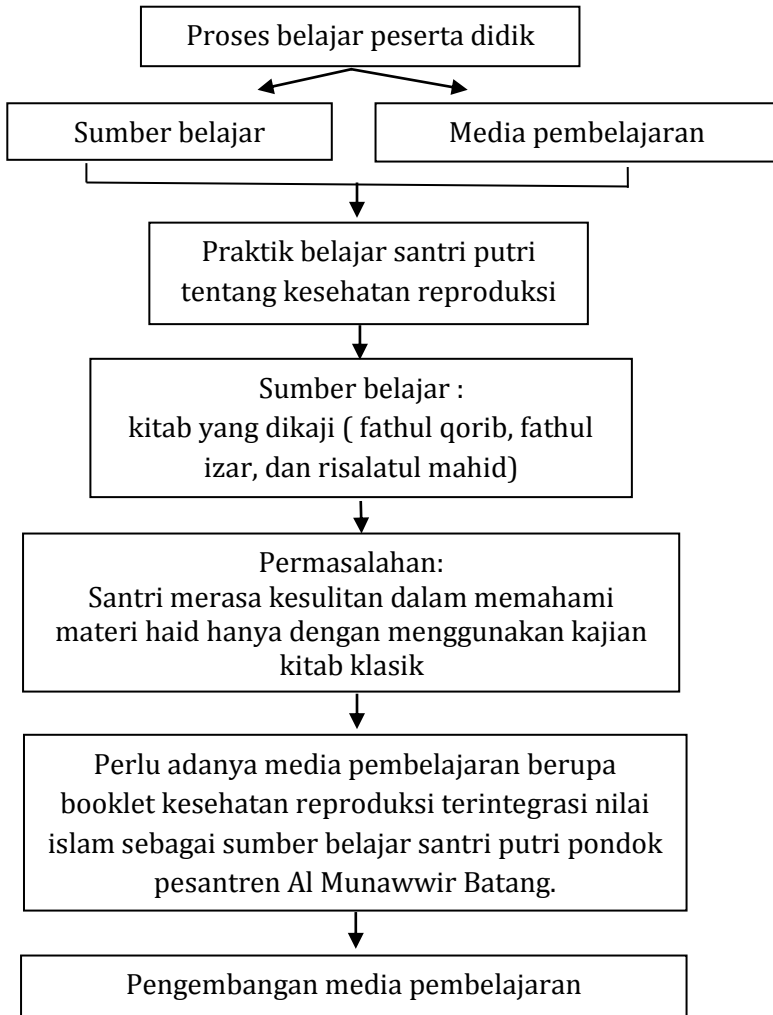 Proses belajar peserta didik
Sumber belajar
Media pembelajaran
Praktik belajar santri putri
tentang kesehatan reproduksi
Sumber belajar :
kitab yang dikaji ( fathul qorib, fathul
izar, dan risalatul mahid)
Permasalahan:
Santri merasa kesulitan dalam memahami
materi haid hanya dengan menggunakan kajian
kitab klasik
Perlu adanya media pembelajaran berupa
booklet kesehatan reproduksi terintegrasi nilai
islam sebagai sumber belajar santri putri pondok
pesantren Al Munawwir Batang.
Pengembangan media pembelajaran